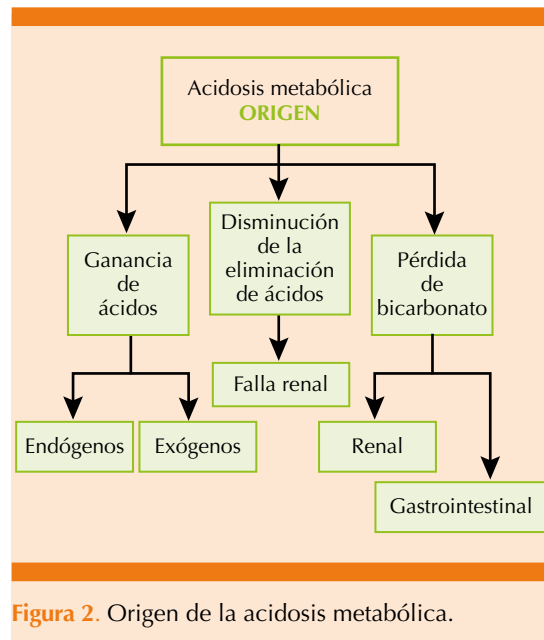 Acidosis metabólica
ORIGEN
Ganancia
de
ácidos
Disminución
de la
eliminación
de ácidos
Pérdida
de
bicarbonato
Falla renal
Endógenos
Exógenos
Renal
Gastrointestinal
Figura 2. Origen de la acidosis metabólica.